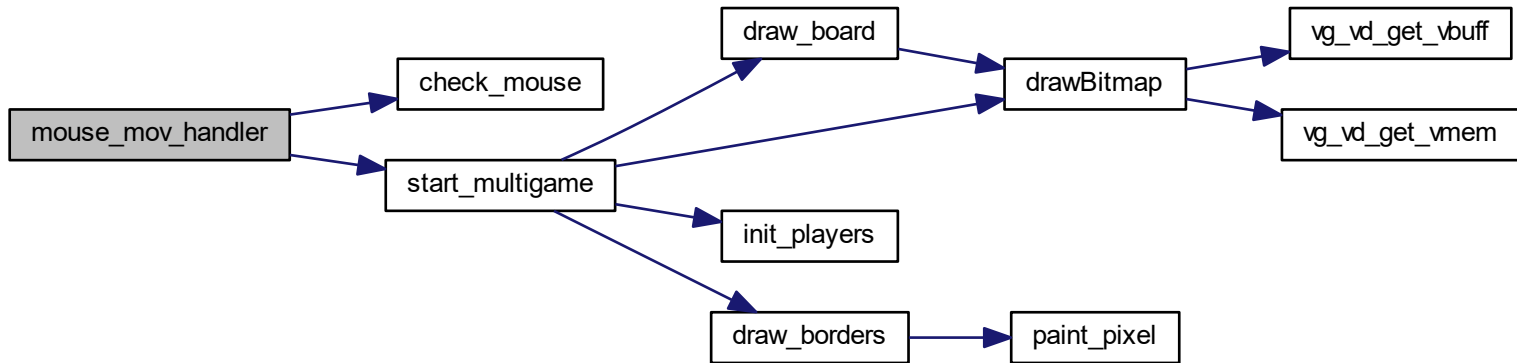 mouse_mov_handler
check_mouse
start_multigame
draw_board
drawBitmap
init_players
draw_borders
paint_pixel
vg_vd_get_vbuff
vg_vd_get_vmem